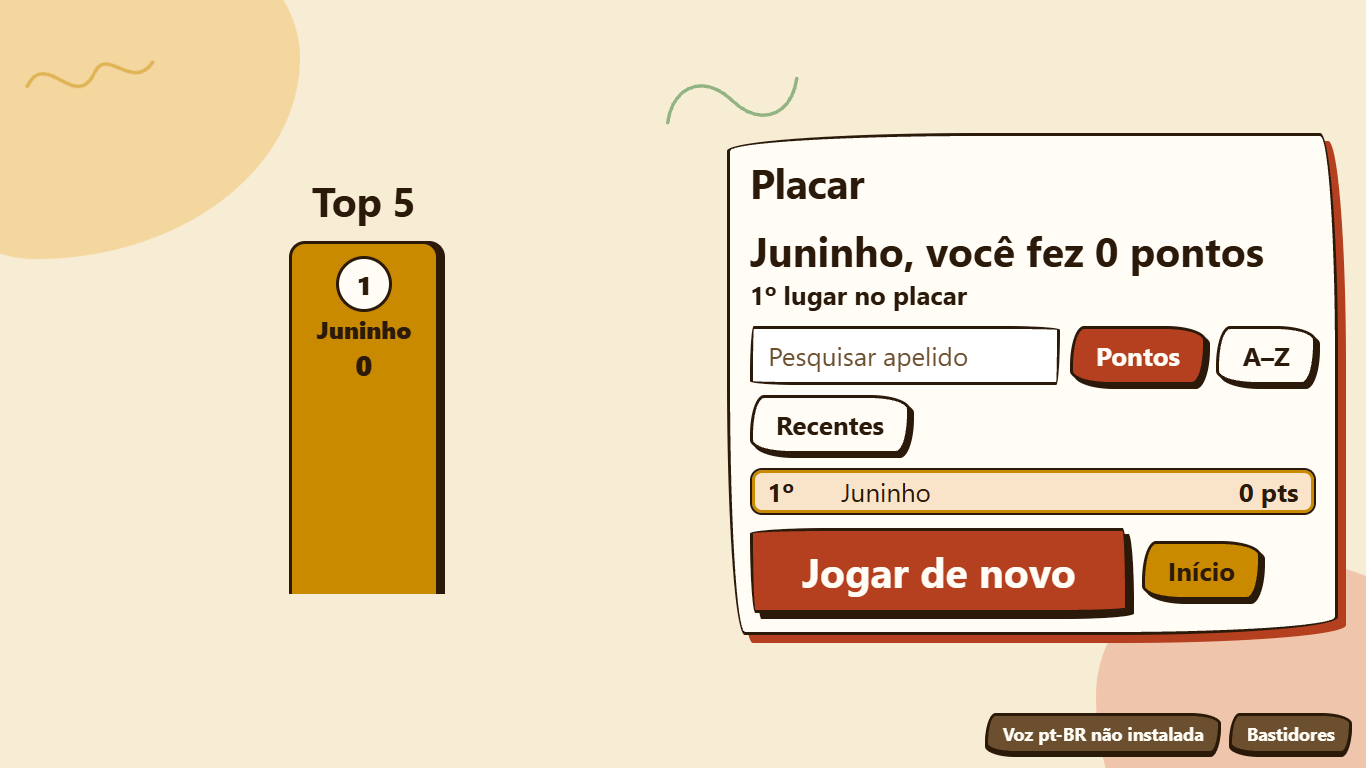 Top 5
1
Juninho
0
Placar
Juninho, você fez 0 pontos
1º lugar no placar
Pesquisar apelido
Pontos
A–Z
Recentes
1º Juninho 0 pts
Jogar de novo
Início
Voz pt-BR não instalada
Bastidores